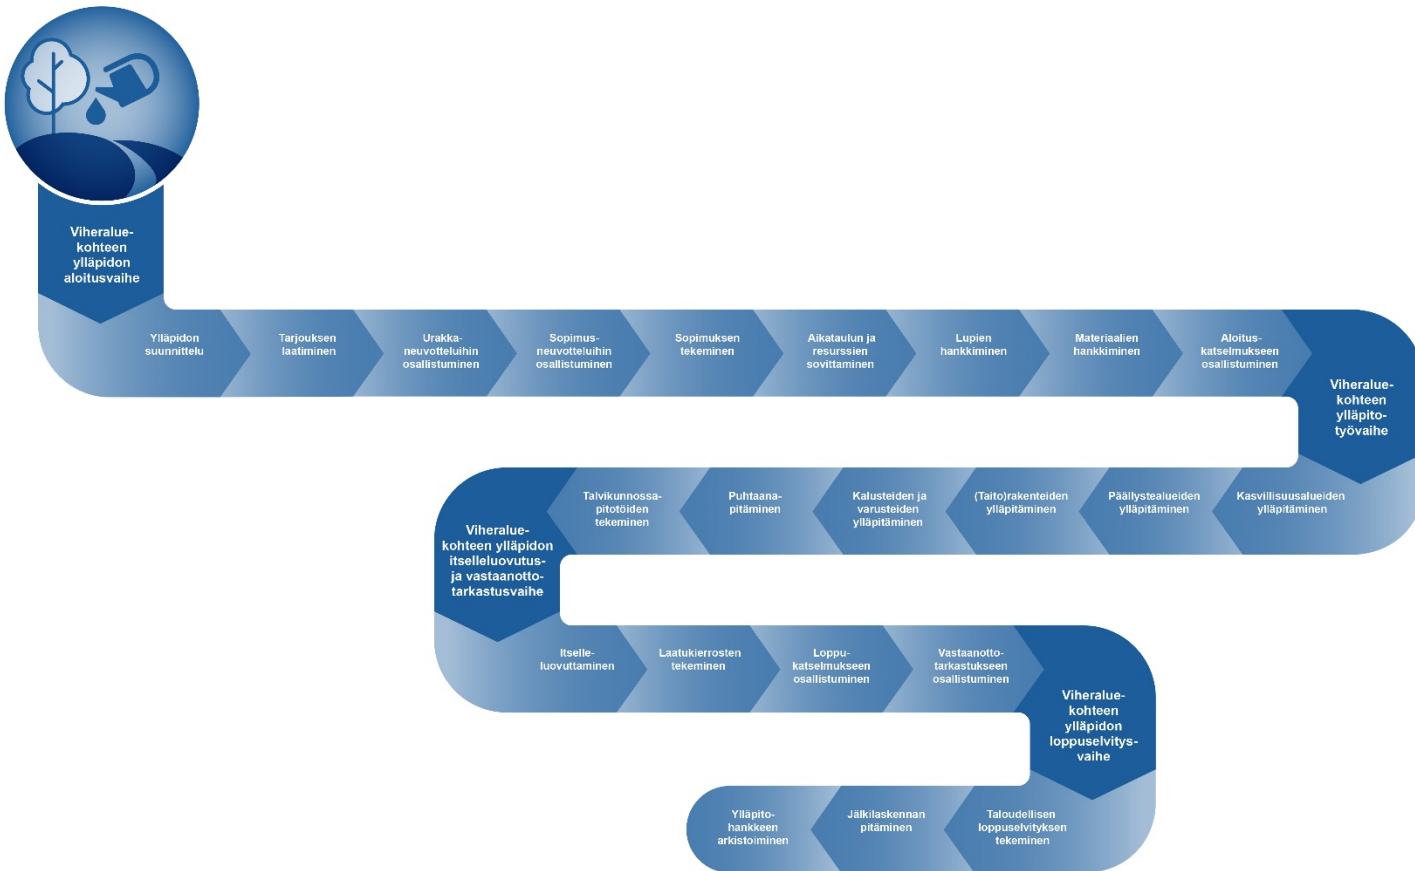 Viheralue-
kohteen
ylläpidon
aloitusvaihe
Ylläpidon
suunnittelu
Tarjouksen
laatiminen
Urakka-
neuvotteluihin
osallistuminen
Sopimus-
neuvotteluihin
osallistuminen
Sopimuksen
tekeminen
Aikataulun ja
resurssien
sovittaminen
Lupien
hankkiminen
Materiaalien
hankkiminen
Aloitus-
katselmukseen
osallistuminen
Viheralue-
kohteen
ylläpito-
työvaihe
Kasvillisuusalueiden
ylläpitäminen
Päällystealueiden
ylläpitäminen
(Taito)rakenteiden
ylläpitäminen
Kalusteiden ja
varusteiden
ylläpitäminen
Puhtaana-
pitäminen
Talvikunnossa-
pitotöiden
tekeminen
Viheralue-
kohteen ylläpidon
itselleluovutus-
ja vastaanotto-
tarkastusvaihe
Itselle-
luovuttaminen
Laatukierrosten
tekeminen
Loppu-
katselmukseen
osallistuminen
Vastaanotto-
tarkastukseen
osallistuminen
Viheralue-
kohteen
ylläpidon
loppuselvitys-
vaihe
Taloudellisen
loppuselvityksen
tekeminen
Jälkilaskennan
pitäminen
Ylläpito-
hankkeen
arkistoiminen